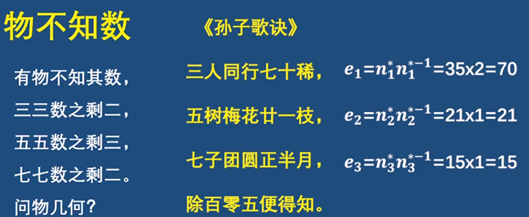 物不知数
有物不知其数，
三三数之剩二，
五五数之剩三，
七七数之剩二。
问物几何？
《孙子歌诀》
三人同行七十稀，
五树梅花廿一枝，
七子团圆正半月，
除百零五便得知。
e₁=n₁*n₁*⁻¹=35x2=70
e₂=n₂*n₂*⁻¹=21x1=21
e₃=n₃*n₃*⁻¹=15x1=15